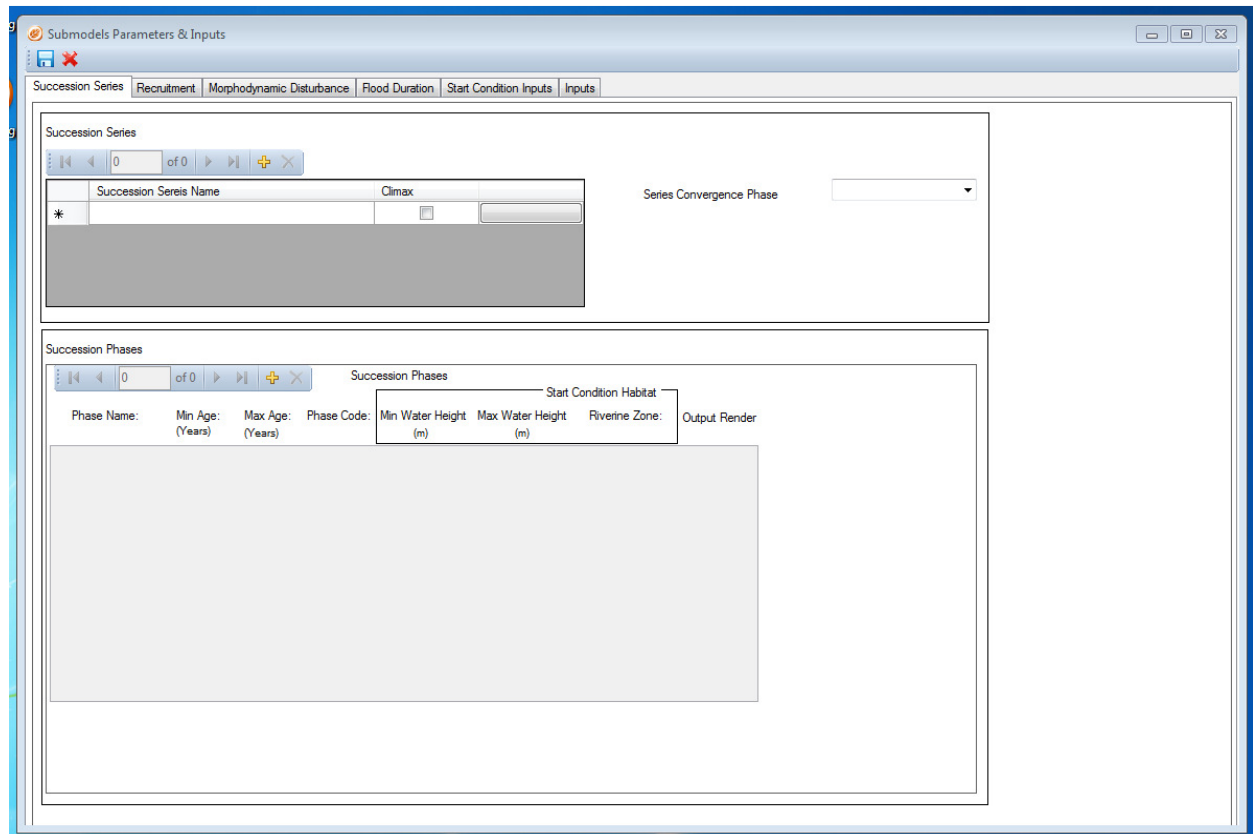 Submodels Parameters & Inputs
Succession Series Recruitment Morphodynamic Disturbance Flood Duration Start Condition Inputs Inputs
Succession Series
0 of 0
Succession Sereis Name Climax
Series Convergence Phase
Succession Phases
0 of 0
Succession Phases
Start Condition Habitat
Phase Name: Min Age: Max Age: Phase Code: Min Water Height Max Water Height Riverine Zone: Output Render
(Years) (Years) (m) (m)